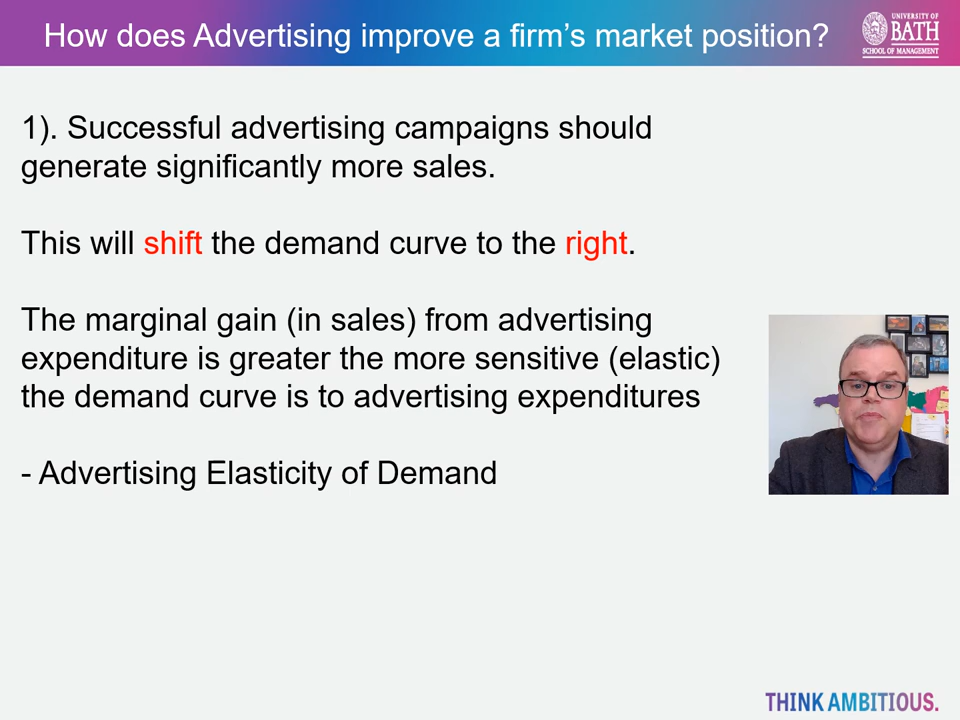 How does Advertising improve a firm's market position?
UNIVERSITY OF
BATH
SCHOOL OF MANAGEMENT
1). Successful advertising campaigns should
generate significantly more sales.
This will shift the demand curve to the right.
The marginal gain (in sales) from advertising
expenditure is greater the more sensitive (elastic)
the demand curve is to advertising expenditures
- Advertising Elasticity of Demand
THINK AMBITIOUS.